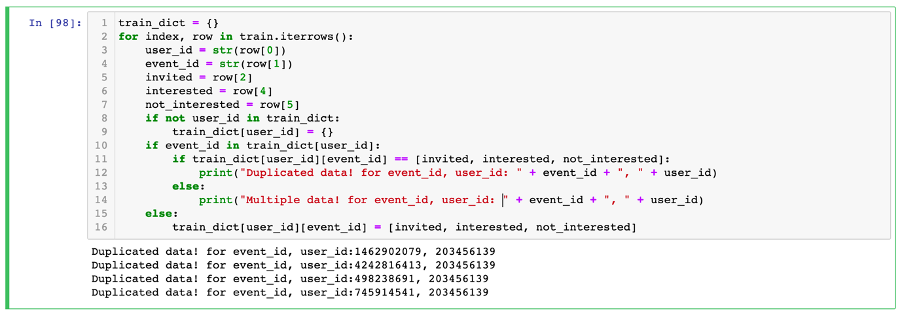 In [98]:
1 train_dict = {}
2 for index, row in train.iterrows():
3     user_id = str(row[0])
4     event_id = str(row[1])
5     invited = row[2]
6     interested = row[4]
7     not_interested = row[5]
8     if not user_id in train_dict:
9         train_dict[user_id] = {}
10     if event_id in train_dict[user_id]:
11         if train_dict[user_id][event_id] == [invited, interested, not_interested]:
12             print("Duplicated data! for event_id, user_id: " + event_id + ", " + user_id)
13         else:
14             print("Multiple data! for event_id, user_id: " + event_id + ", " + user_id)
15     else:
16         train_dict[user_id][event_id] = [invited, interested, not_interested]
Duplicated data! for event_id, user_id:1462902079, 203456139
Duplicated data! for event_id, user_id:4242816413, 203456139
Duplicated data! for event_id, user_id:498238691, 203456139
Duplicated data! for event_id, user_id:745914541, 203456139